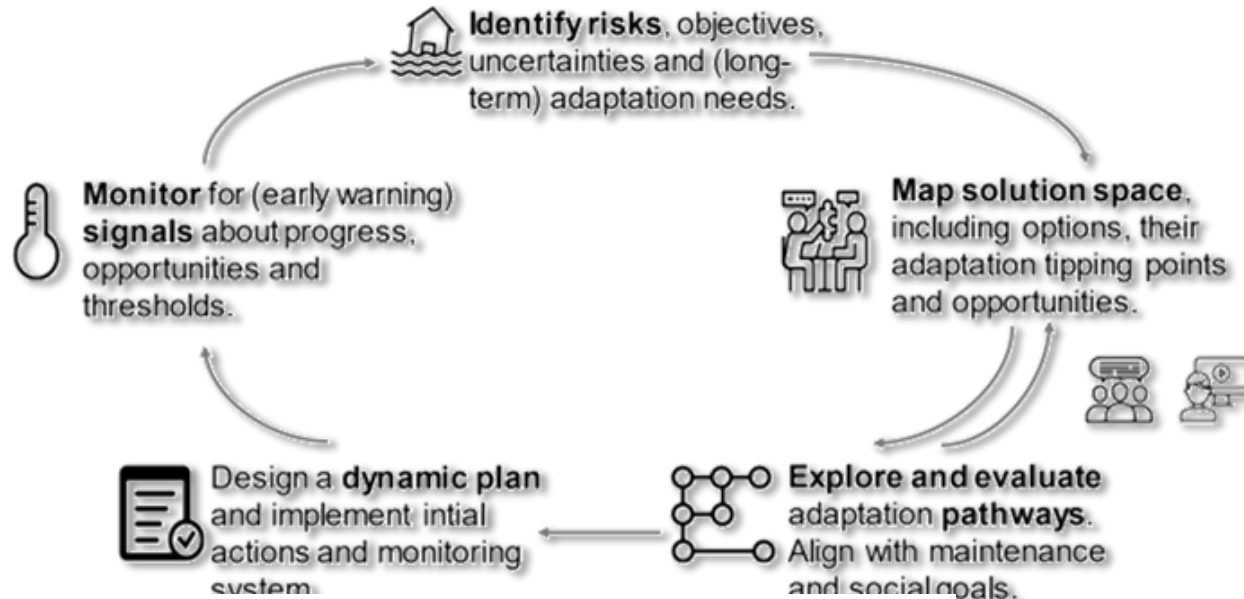 Identify risks, objectives,
uncertainties and (long-
term) adaptation needs.
Map solution space,
including options, their
adaptation tipping points
and opportunities.
Explore and evaluate
adaptation pathways.
Align with maintenance
and social goals.
Design a dynamic plan
and implement intial
actions and monitoring
system.
Monitor for (early warning)
signals about progress,
opportunities and
thresholds.